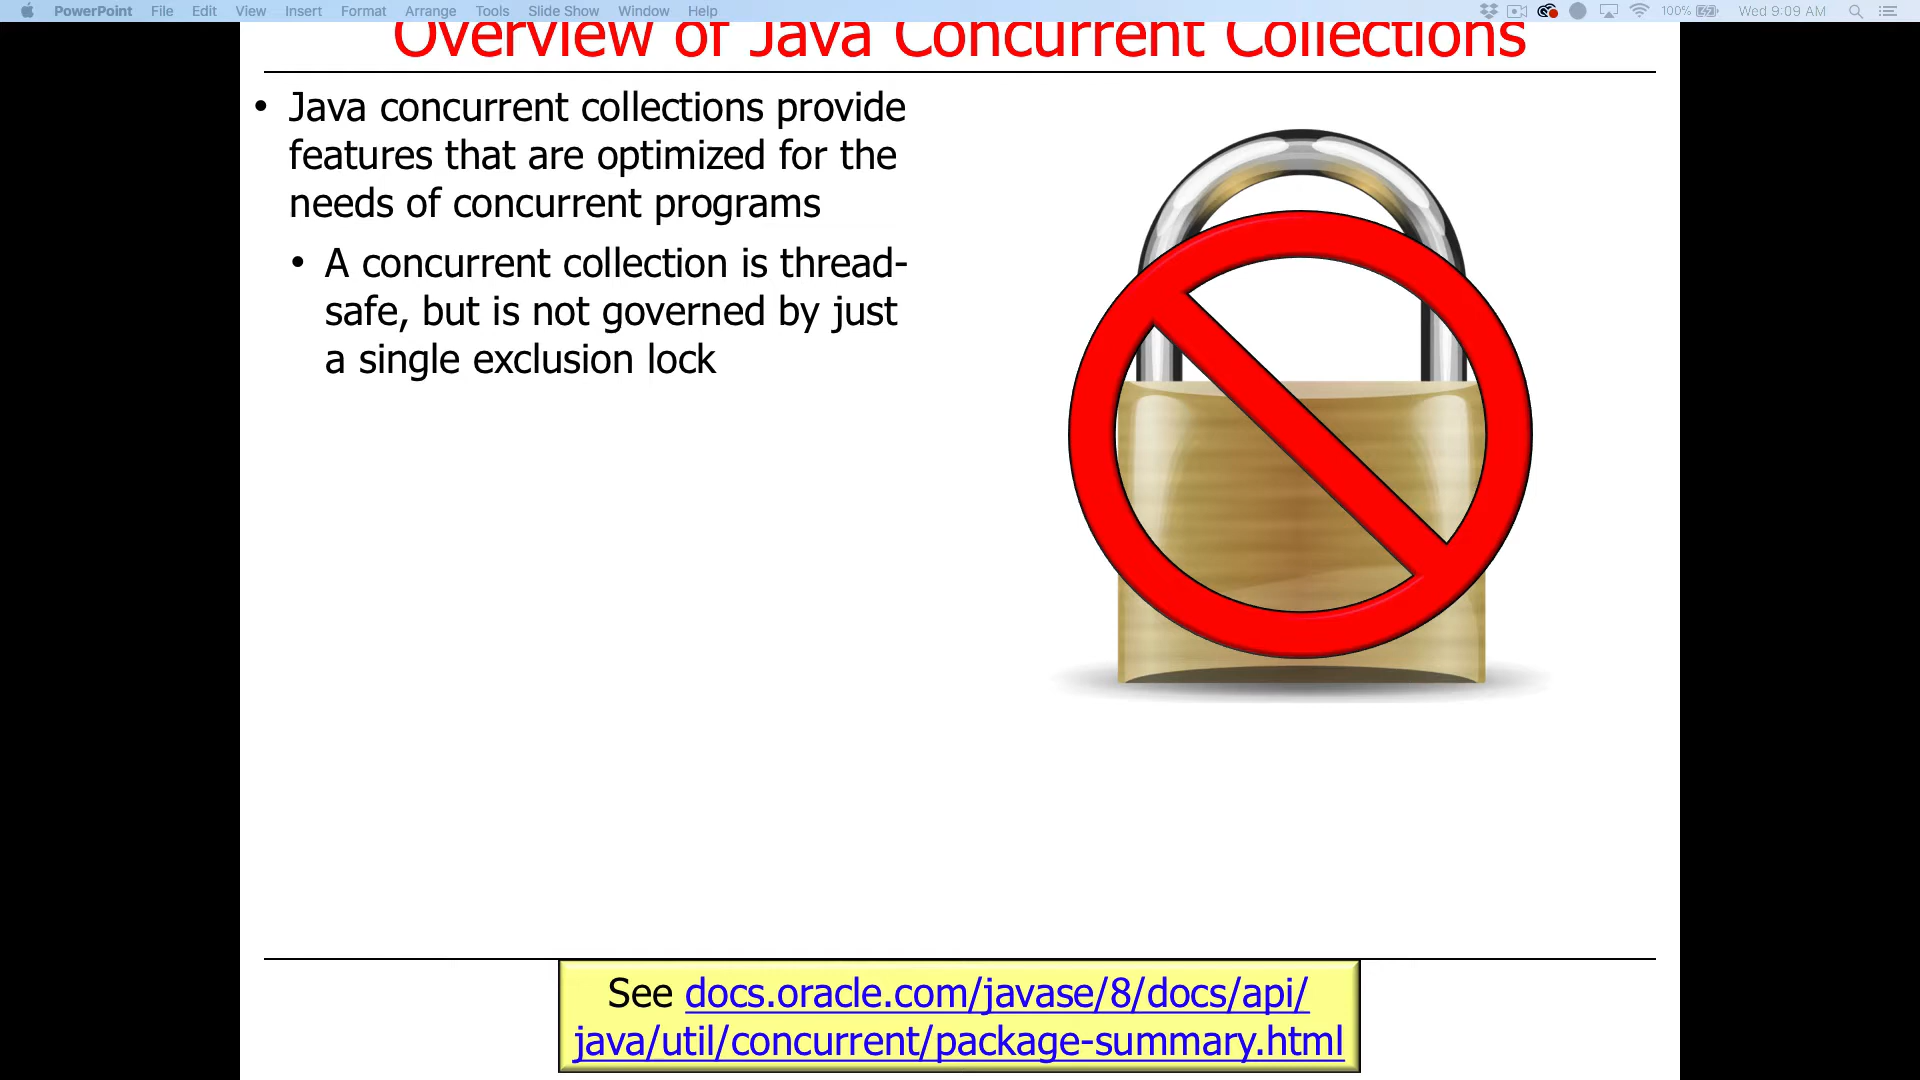 PowerPoint File Edit View Insert Format Arrange Tools Slide Show Window Help 100% Wed 9:09 AM
Overview of Java Concurrent Collections
• Java concurrent collections provide
features that are optimized for the
needs of concurrent programs
• A concurrent collection is thread-
safe, but is not governed by just
a single exclusion lock
See docs.oracle.com/javase/8/docs/api/
java/util/concurrent/package-summary.html